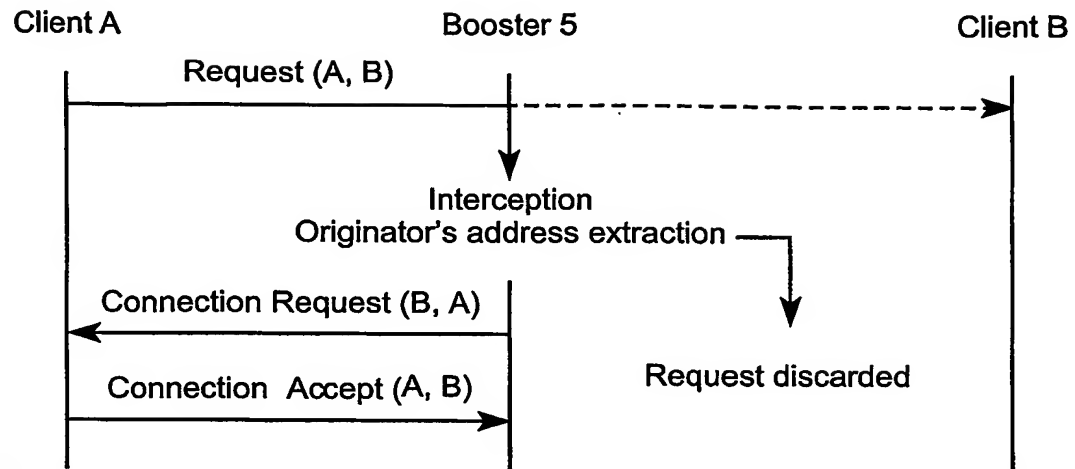 Client A
Booster 5
Client B
Request (A, B)
Interception
Originator's address extraction
Connection Request (B, A)
Request discarded
Connection Accept (A, B)